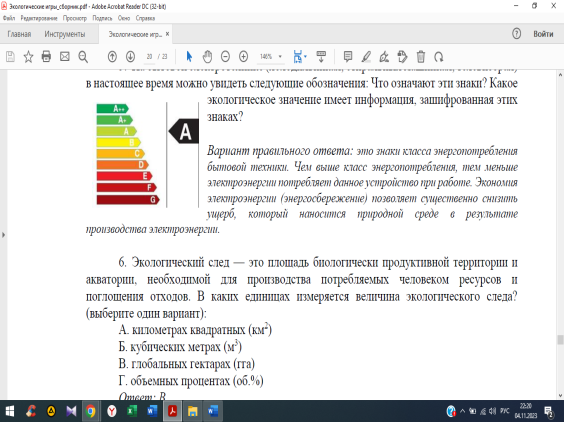 Экологические игры_сборник.pdf - Adobe Acrobat Reader DC (32-bit)
Файл Редактирование Просмотр Подпись Окно Справка
Главная Инструменты Экологические игр... × Войти
20 / 23 146%
в настоящее время можно увидеть следующие обозначения: Что означают эти знаки? Какое
экологическое значение имеет информация, зашифрованная этих
знаках?
A++
A+
A
B
C
D
E
F
G
A
Вариант правильного ответа: это знаки класса энергопотребления
бытовой техники. Чем выше класс энергопотребления, тем меньше
электроэнергии потребляет данное устройство при работе. Экономия
электроэнергии (энергосбережение) позволяет существенно снизить
ущерб, который наносится природной среде в результате
производства электроэнергии.
6. Экологический след — это площадь биологически продуктивной территории и
акватории, необходимой для производства потребляемых человеком ресурсов и
поглощения отходов. В каких единицах измеряется величина экологического следа?
(выберите один вариант):
А. километрах квадратных (км²)
Б. кубических метрах (м³)
В. глобальных гектарах (гга)
Г. объемных процентах (об.%)
Ответ: В
РУС 23:20
04.11.2023
2